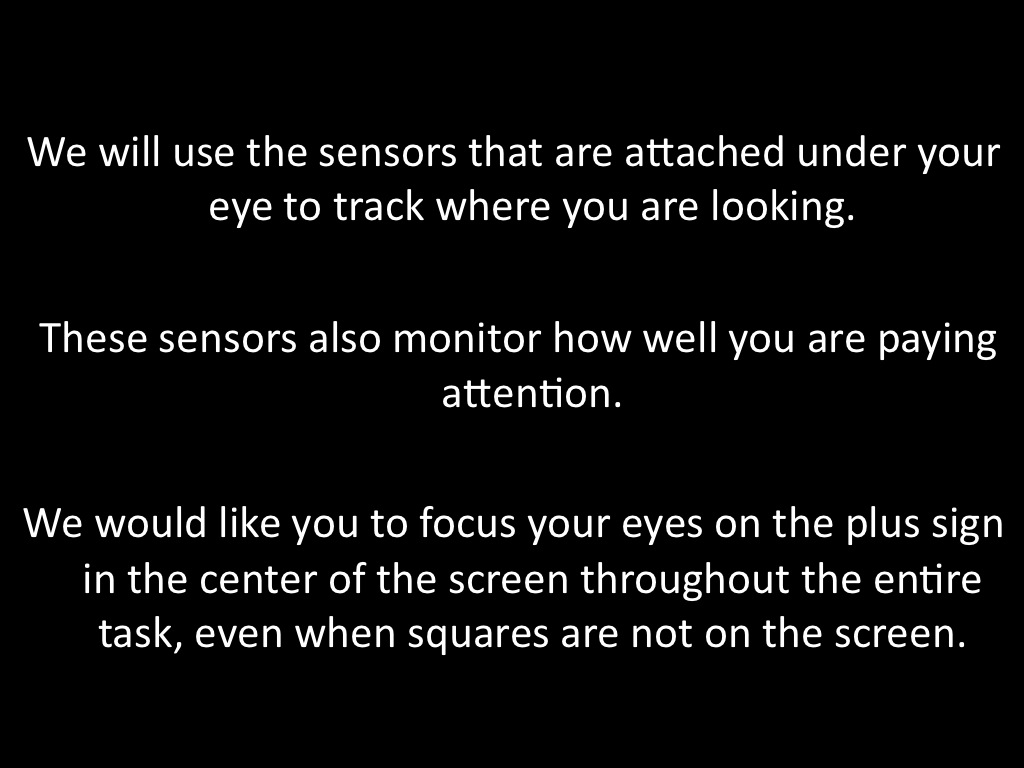 We will use the sensors that are attached under your
eye to track where you are looking.
These sensors also monitor how well you are paying
attention.
We would like you to focus your eyes on the plus sign
in the center of the screen throughout the entire
task, even when squares are not on the screen.